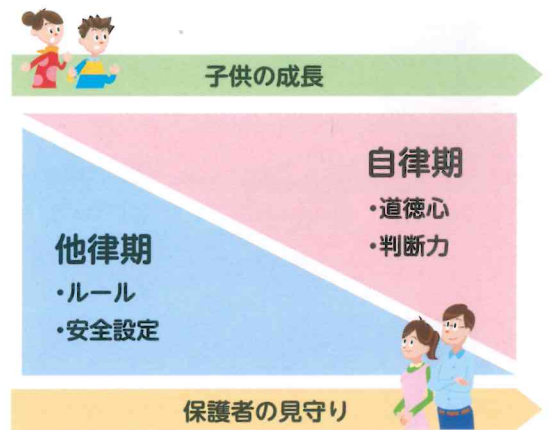 子供の成長
自律期
・道徳心
・判断力
他律期
・ルール
・安全設定
保護者の見守り